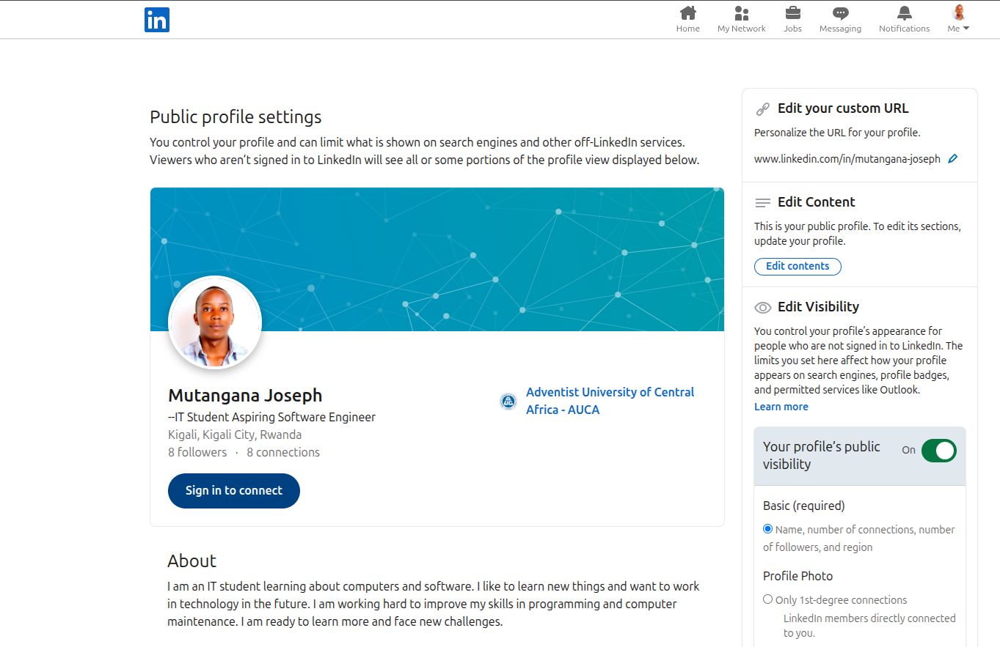 in
Home
My Network
Jobs
Messaging
Notifications
Me
Public profile settings
You control your profile and can limit what is shown on search engines and other off-LinkedIn services.
Viewers who aren’t signed in to LinkedIn will see all or some portions of the profile view displayed below.
Mutangana Joseph
--IT Student Aspiring Software Engineer
Kigali, Kigali City, Rwanda
8 followers · 8 connections
Adventist University of Central
Africa - AUCA
Sign in to connect
About
I am an IT student learning about computers and software. I like to learn new things and want to work
in technology in the future. I am working hard to improve my skills in programming and computer
maintenance. I am ready to learn more and face new challenges.
Edit your custom URL
Personalize the URL for your profile.
www.linkedin.com/in/mutangana-joseph
Edit Content
This is your public profile. To edit its sections,
update your profile.
Edit contents
Edit Visibility
You control your profile’s appearance for
people who are not signed in to LinkedIn. The
limits you set here affect how your profile
appears on search engines, profile badges,
and permitted services like Outlook.
Learn more
Your profile’s public
visibility
On
Basic (required)
Name, number of connections, number
of followers, and region
Profile Photo
Only 1st-degree connections
LinkedIn members directly connected
to you.